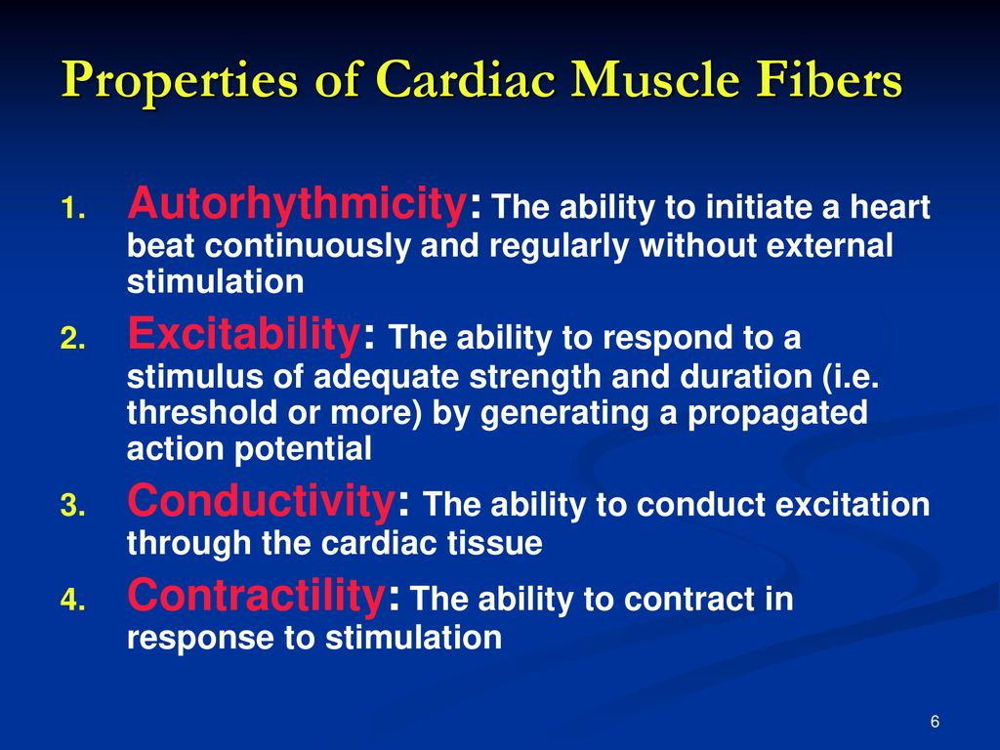 Properties of Cardiac Muscle Fibers
1. Autorhythmicity: The ability to initiate a heart
beat continuously and regularly without external
stimulation
2. Excitability: The ability to respond to a
stimulus of adequate strength and duration (i.e.
threshold or more) by generating a propagated
action potential
3. Conductivity: The ability to conduct excitation
through the cardiac tissue
4. Contractility: The ability to contract in
response to stimulation
6